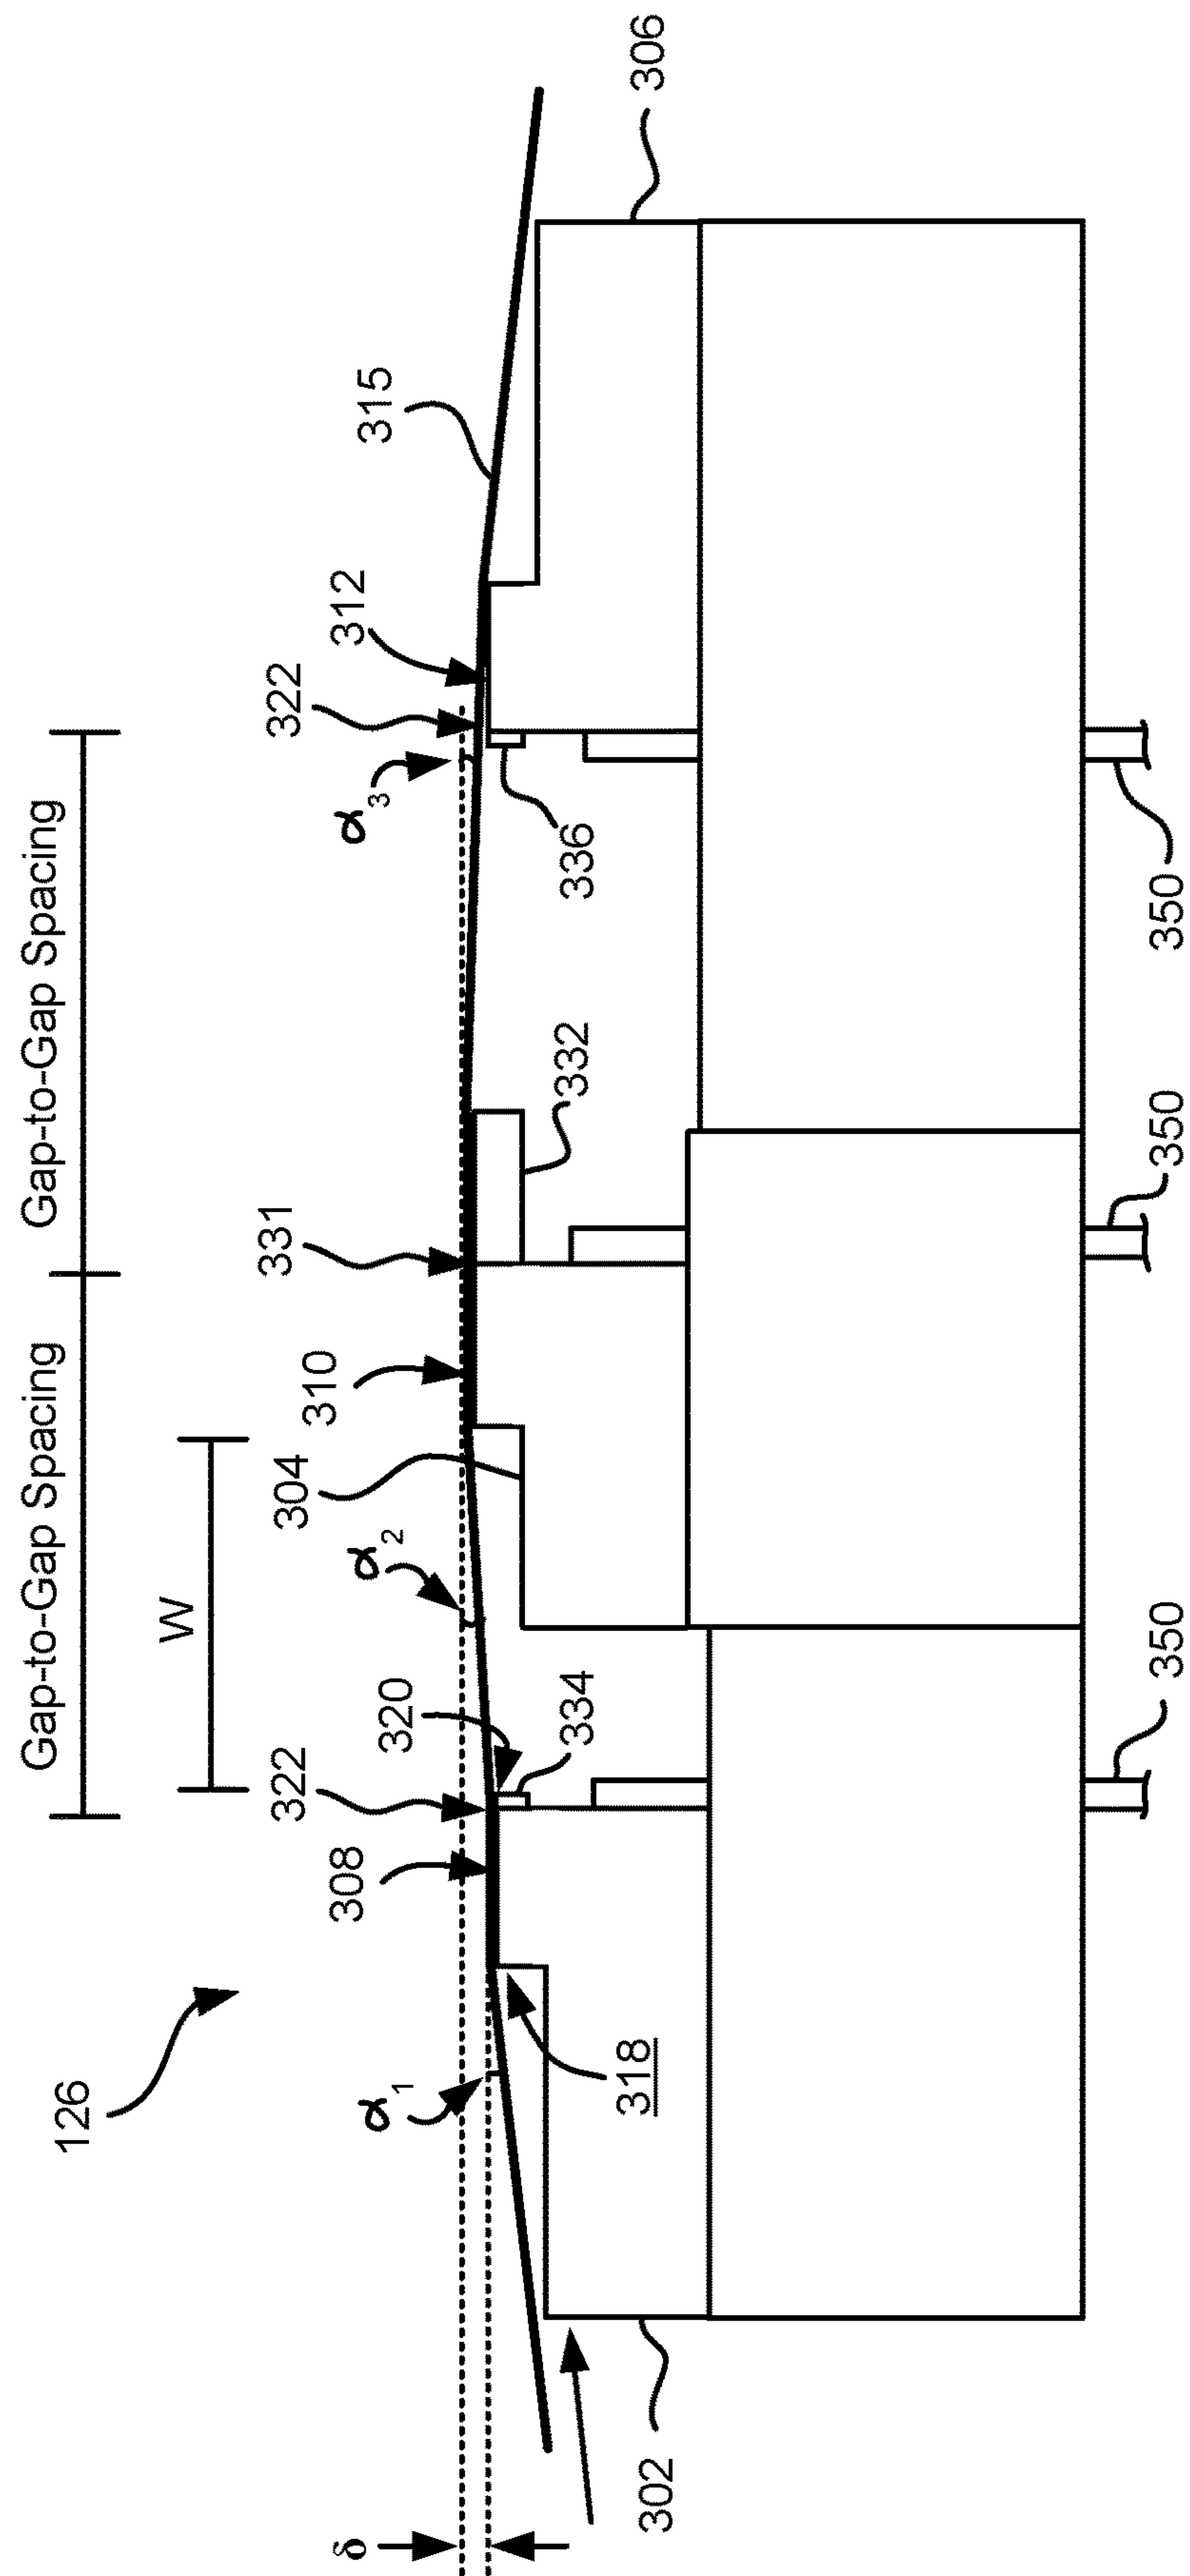 Gap-to-Gap Spacing
Gap-to-Gap Spacing
W
126
δ
α1
308
322
320
334
α2
304
310
331
332
α3
336
322
312
315
306
318
302
350
350
350